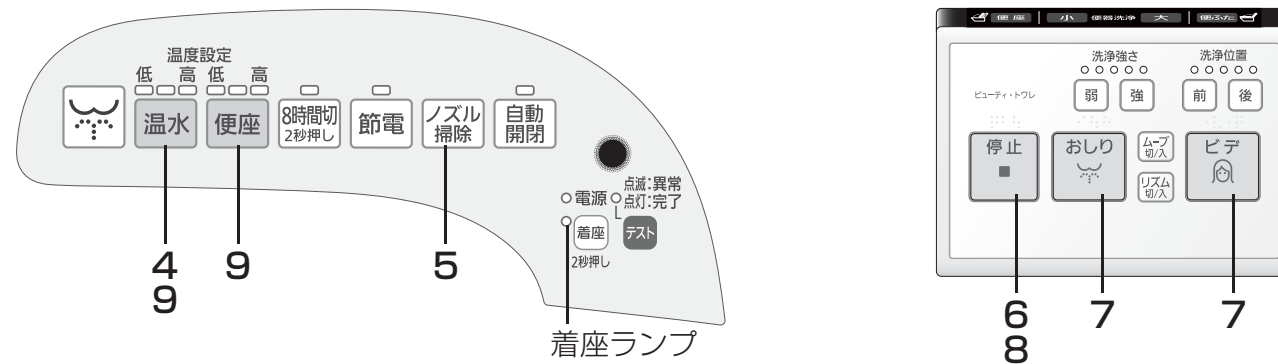 温度設定
低 高 低 高
温水 便座 8時間切 2秒押し 節電 ノズル掃除 自動開閉
電源
点滅:異常
点灯:完了
着座 テスト
2秒押し
4 9 5
9
着座ランプ
便座 小 便器洗浄 大 便ふた
洗浄強さ 洗浄位置
ビューティ・トワレ 弱 強 前 後
停止 おしり ムーブ切/入 ビデ
リズム切/入
6 7 7
8